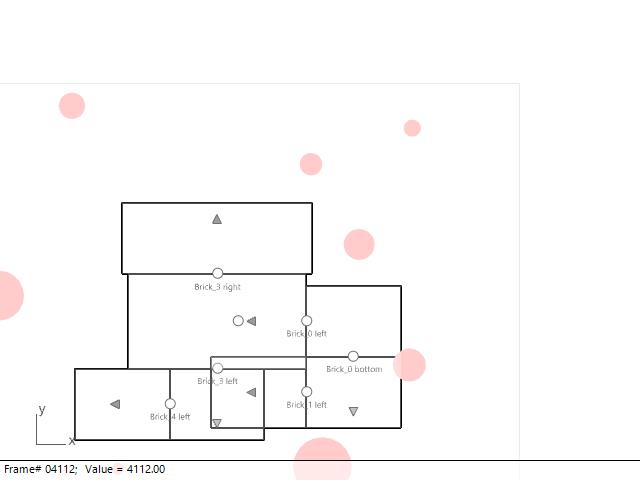 Brick_3 right
Brick_0 left
Brick_0 bottom
Brick_3 left
Brick_1 left
Brick_4 left
y
x
Frame# 04112; Value = 4112.00